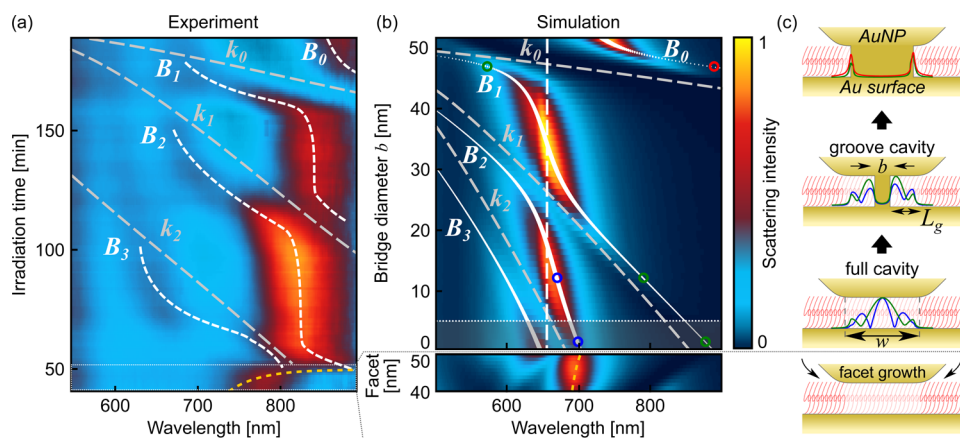 (a) Experiment
Irradiation time [min]
150
100
50
B₀
k₀
B₁
k₁
B₂
k₂
B₃
600 700 800
Wavelength [nm]
(b) Simulation
Bridge diameter b [nm]
50
40
30
20
10
0
k₀
B₀
B₁
k₁
B₂
k₂
B₃
Facet
[nm]
50
40
600 700 800
Wavelength [nm]
1
Scattering intensity
0
(c)
AuNP
Au surface
groove cavity
b
L_g
full cavity
w
facet growth